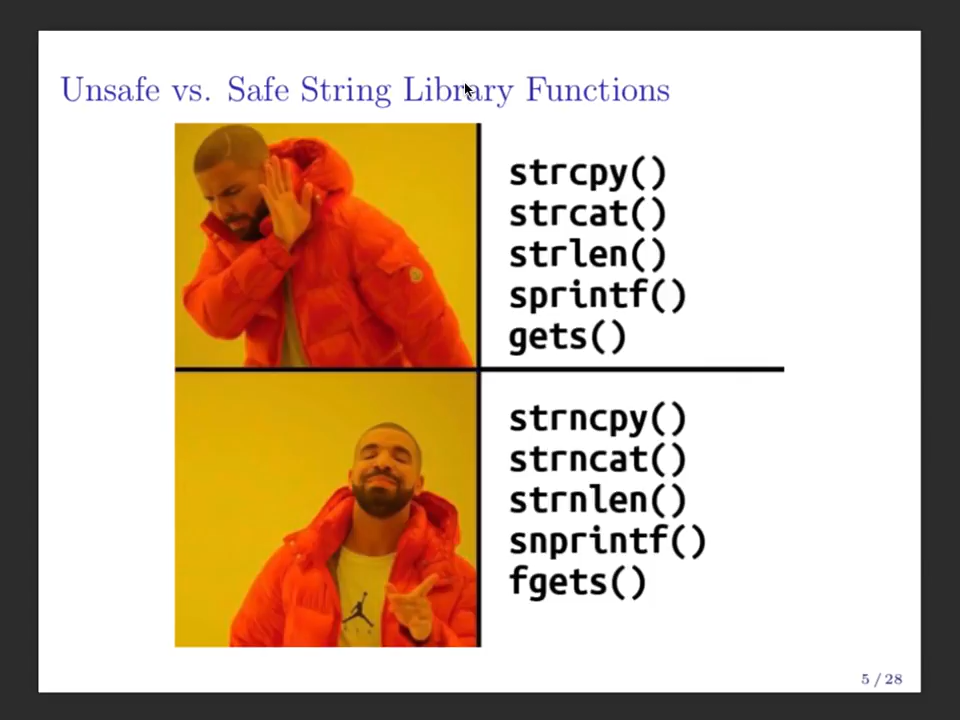 Unsafe vs. Safe String Library Functions
strcpy()
strcat()
strlen()
sprintf()
gets()
strncpy()
strncat()
strnlen()
snprintf()
fgets()
5 / 28